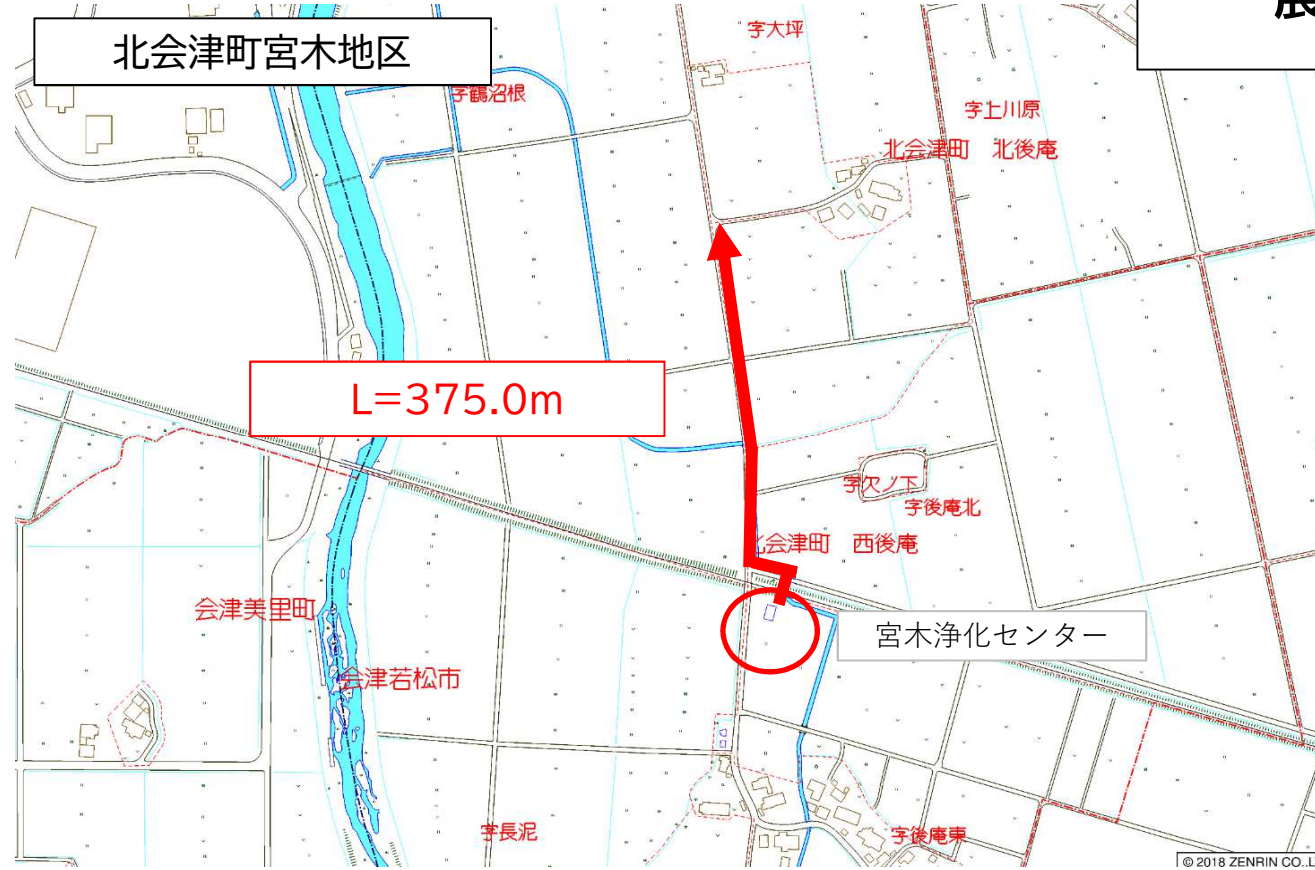 展
北会津町宮木地区
字大坪
字鶴沼根
字上川原
北会津町 北後庵
L=375.0m
字欠ノ下
字後庵北
会津町 西後庵
会津美里町
宮木浄化センター
会津若松市
字長泥
字後庵東
© 2018 ZENRIN CO.,L